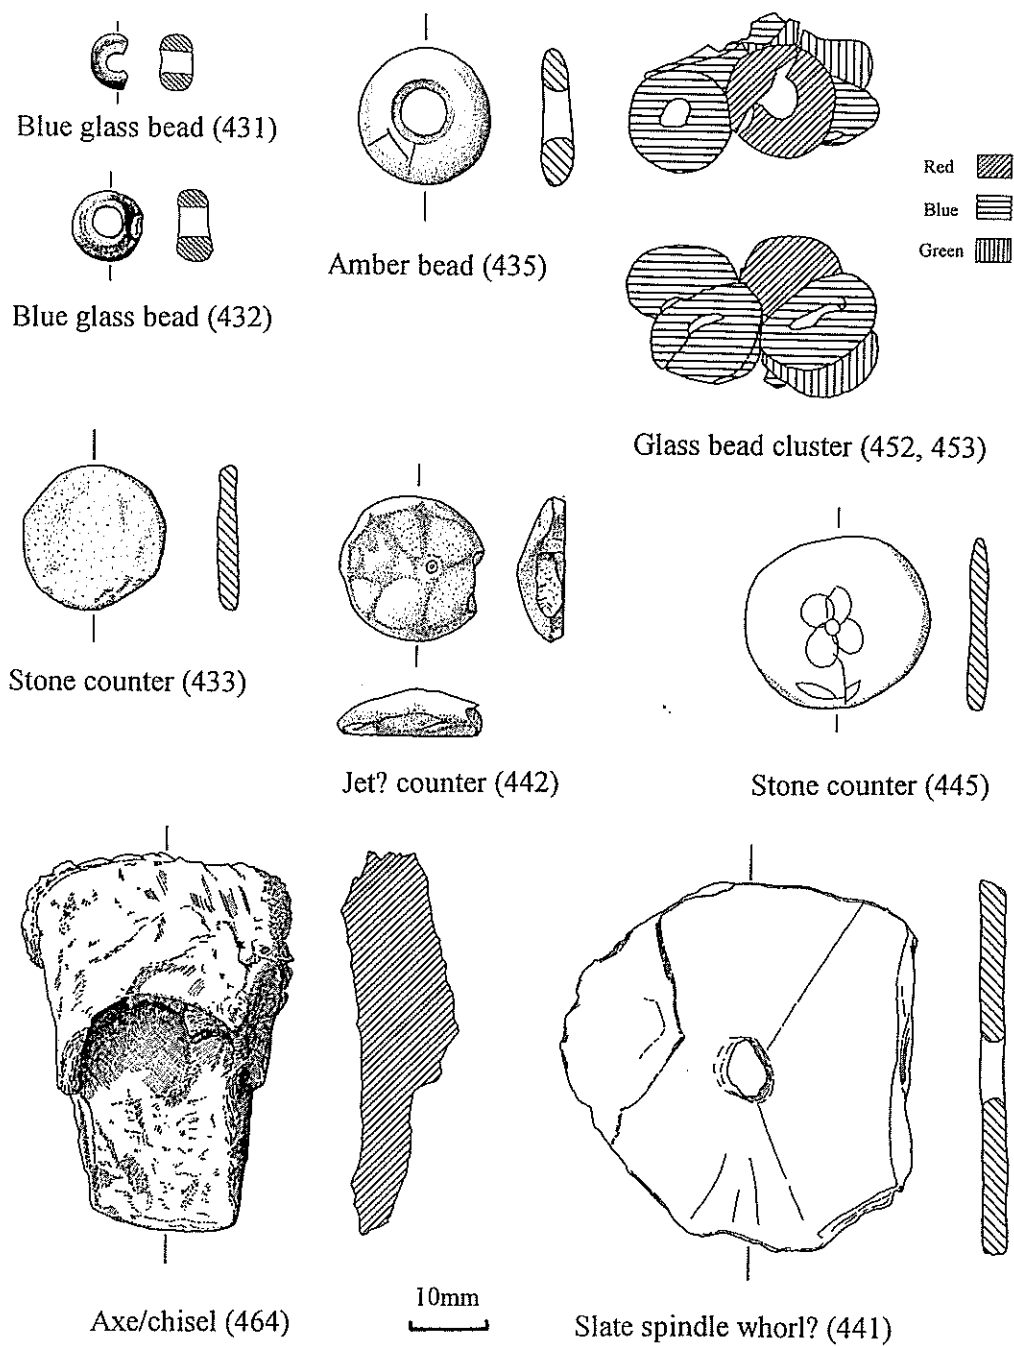 Blue glass bead (431)
Blue glass bead (432)
Amber bead (435)
Red
Blue
Green
Glass bead cluster (452, 453)
Stone counter (433)
Jet? counter (442)
Stone counter (445)
Axe/chisel (464)
10mm
Slate spindle whorl? (441)